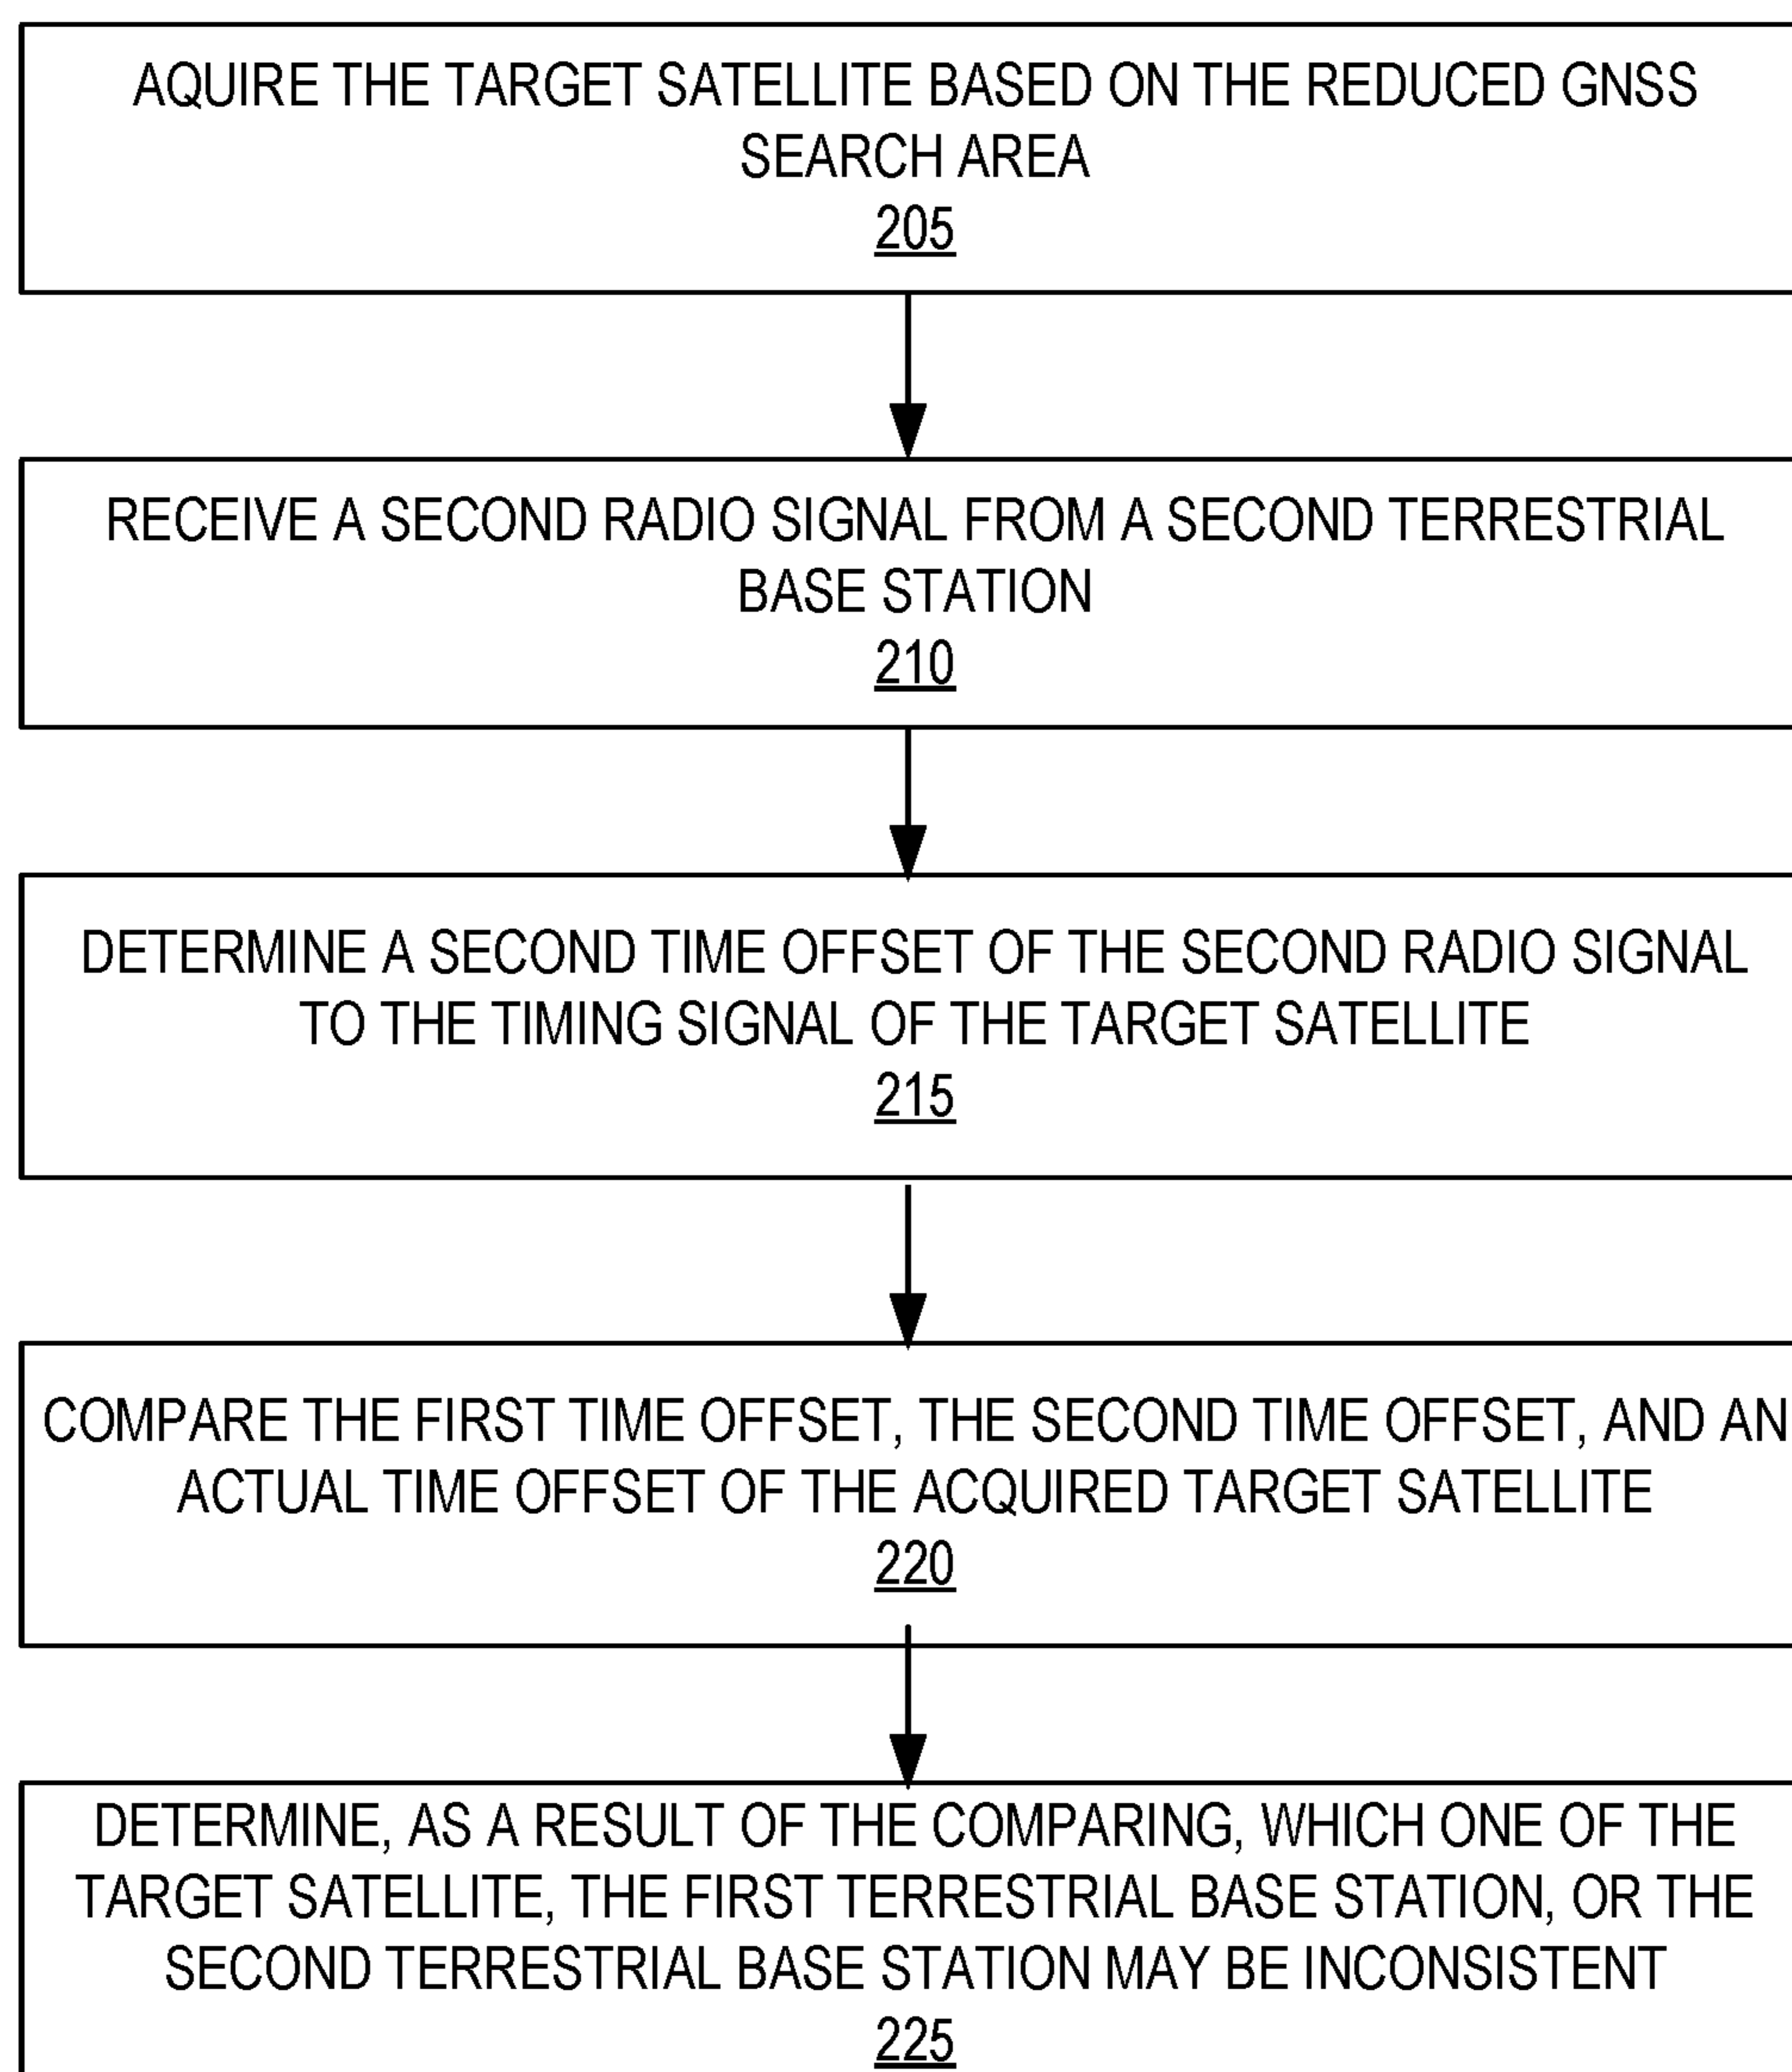 AQUIRE THE TARGET SATELLITE BASED ON THE REDUCED GNSS
SEARCH AREA
205
RECEIVE A SECOND RADIO SIGNAL FROM A SECOND TERRESTRIAL
BASE STATION
210
DETERMINE A SECOND TIME OFFSET OF THE SECOND RADIO SIGNAL
TO THE TIMING SIGNAL OF THE TARGET SATELLITE
215
COMPARE THE FIRST TIME OFFSET, THE SECOND TIME OFFSET, AND AN
ACTUAL TIME OFFSET OF THE ACQUIRED TARGET SATELLITE
220
DETERMINE, AS A RESULT OF THE COMPARING, WHICH ONE OF THE
TARGET SATELLITE, THE FIRST TERRESTRIAL BASE STATION, OR THE
SECOND TERRESTRIAL BASE STATION MAY BE INCONSISTENT
225